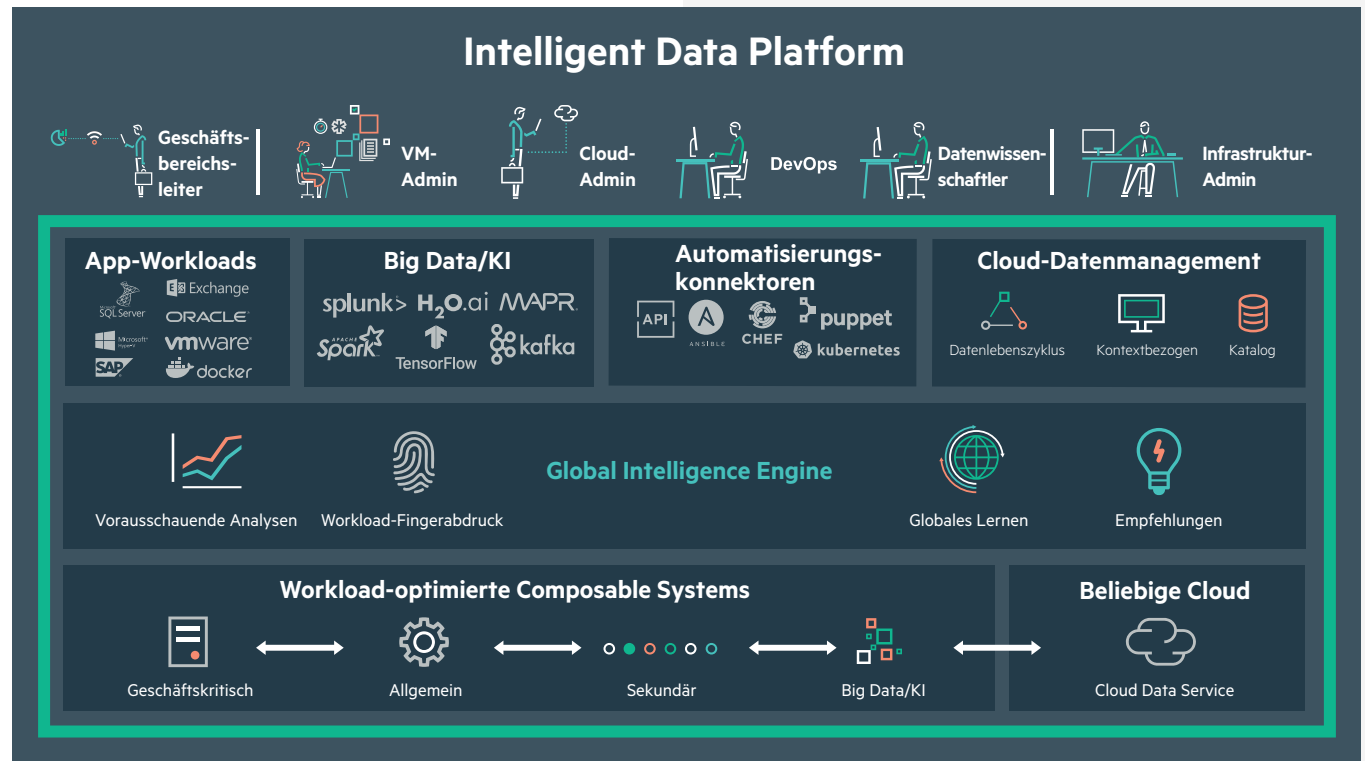 Intelligent Data Platform
Geschäfts-
bereichs-
leiter
VM-
Admin
Cloud-
Admin
DevOps
Datenwissen-
schaftler
Infrastruktur-
Admin
App-Workloads
SQL Server
Exchange
ORACLE
Microsoft
Hyper-V
vmware
SAP
docker
Big Data/KI
splunk>
H2O.ai
MAPR
APACHE
Spark
TensorFlow
kafka
Automatisierungs-
konnektoren
API
ANSIBLE
CHEF
puppet
kubernetes
Cloud-Datenmanagement
Datenlebenszyklus
Kontextbezogen
Katalog
Global Intelligence Engine
Vorausschauende Analysen
Workload-Fingerabdruck
Globales Lernen
Empfehlungen
Workload-optimierte Composable Systems
Geschäftskritisch
Allgemein
Sekundär
Big Data/KI
Beliebige Cloud
Cloud Data Service